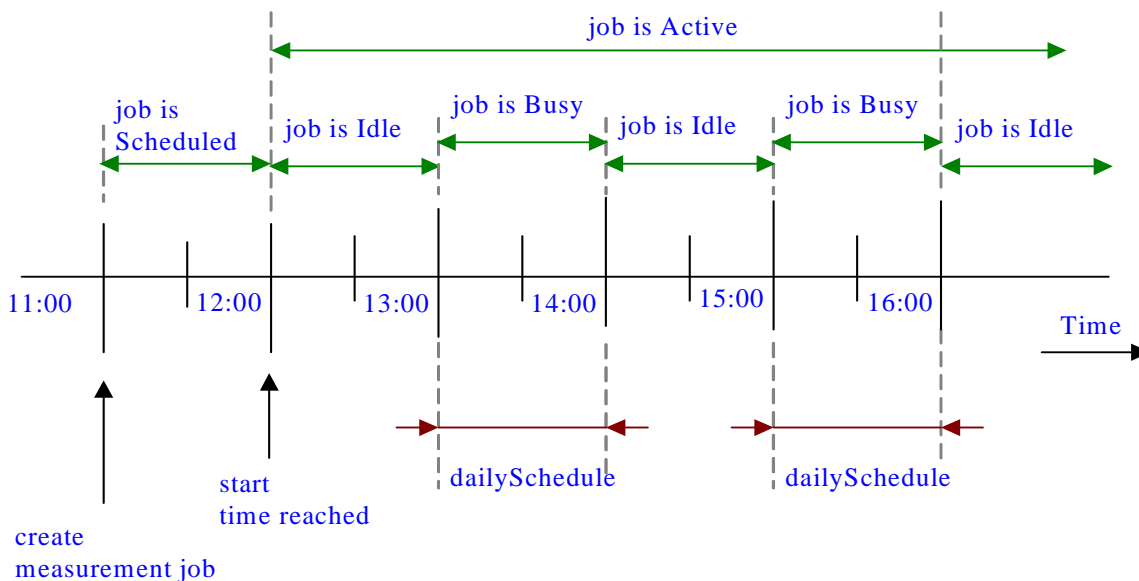 job is Active
job is
Scheduled
job is Idle
job is Busy
job is Idle
job is Busy
job is Idle
11:00
12:00
13:00
14:00
15:00
16:00
Time
dailySchedule
dailySchedule
start
time reached
create
measurement job